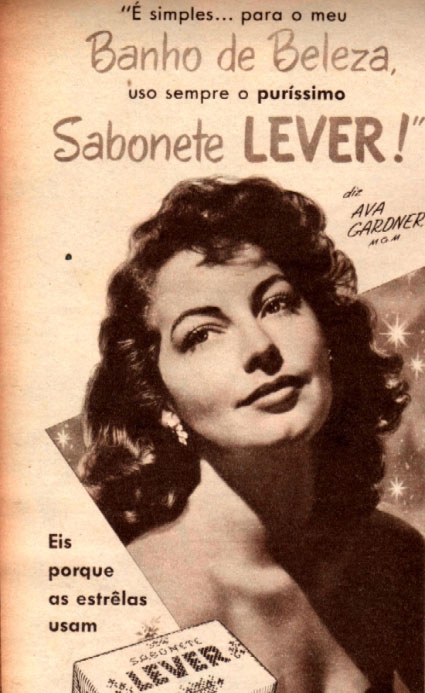 "É simples... para o meu
Banho de Beleza,
uso sempre o puríssimo
Sabonete LEVER!"
diz
AVA
GARDNER
M G M
Eis
porque
as estrêlas
usam
SABONETE
LEVER